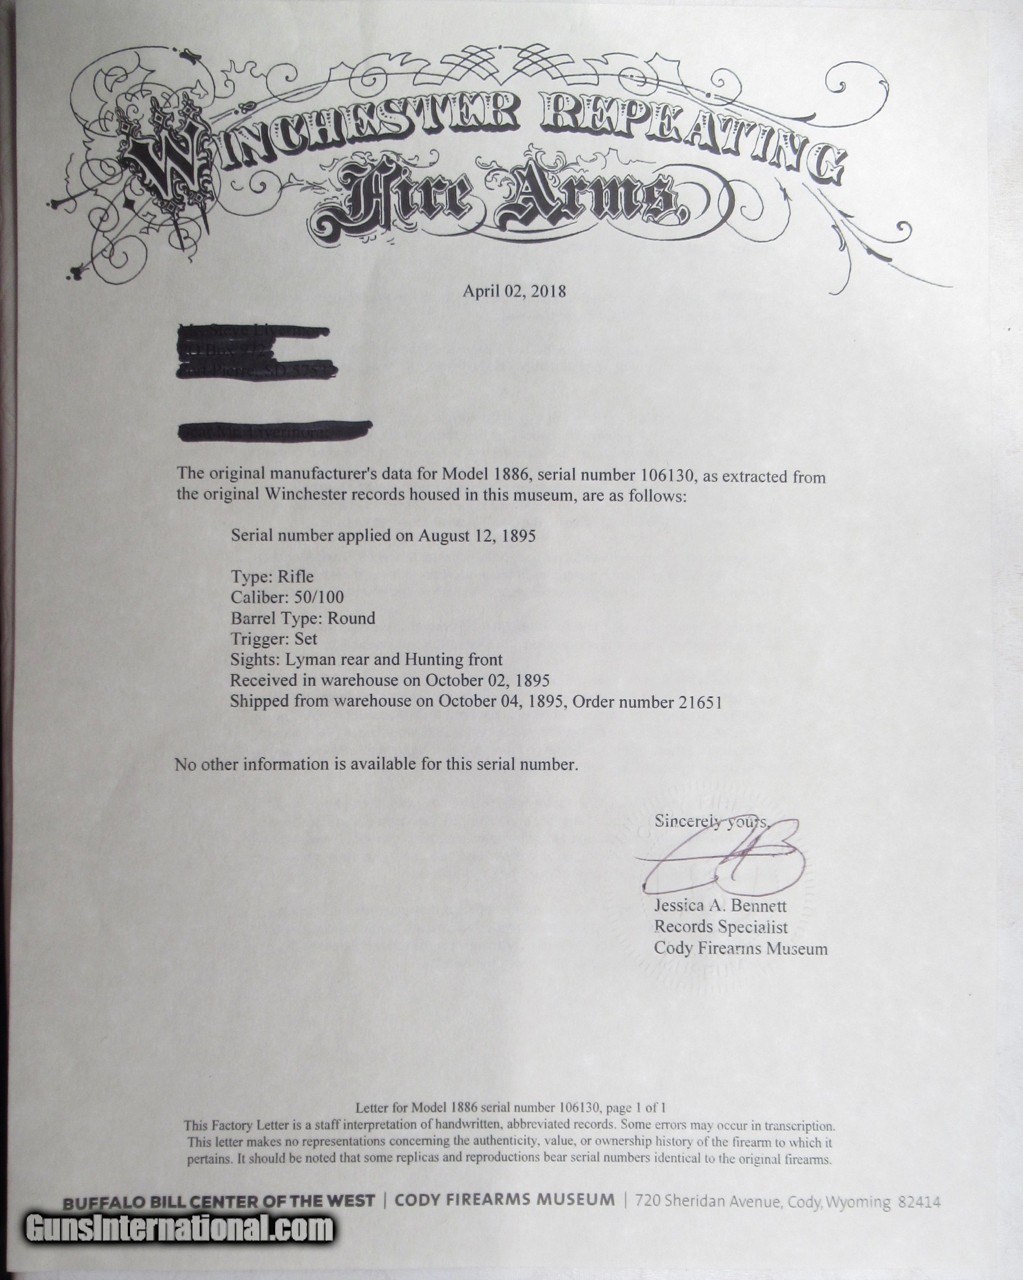 WINCHESTER REPEATING
Fire Arms.
April 02, 2018
The original manufacturer's data for Model 1886, serial number 106130, as extracted from
the original Winchester records housed in this museum, are as follows:
Serial number applied on August 12, 1895
Type: Rifle
Caliber: 50/100
Barrel Type: Round
Trigger: Set
Sights: Lyman rear and Hunting front
Received in warehouse on October 02, 1895
Shipped from warehouse on October 04, 1895, Order number 21651
No other information is available for this serial number.
Sincerely yours,
Jessica A. Bennett
Records Specialist
Cody Firearms Museum
Letter for Model 1886 serial number 106130, page 1 of 1
This Factory Letter is a staff interpretation of handwritten, abbreviated records. Some errors may occur in transcription.
This letter makes no representations concerning the authenticity, value, or ownership history of the firearm to which it
pertains. It should be noted that some replicas and reproductions bear serial numbers identical to the original firearms.
BUFFALO BILL CENTER OF THE WEST | CODY FIREARMS MUSEUM | 720 Sheridan Avenue, Cody, Wyoming 82414
GunsInternational.com